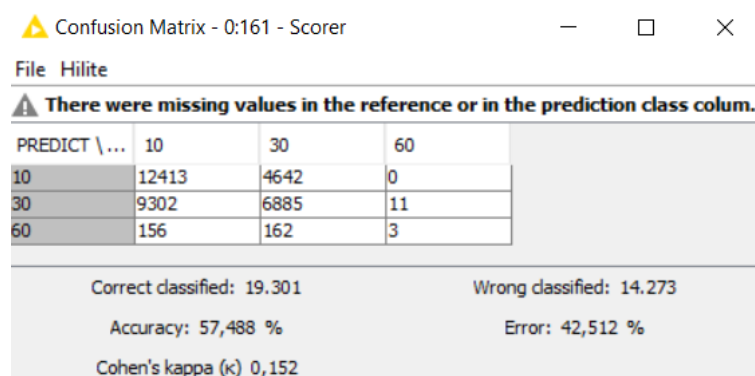 Confusion Matrix - 0:161 - Scorer
File Hilite
There were missing values in the reference or in the prediction class colum.
PREDICT \ ... 10 30 60
10 12413 4642 0
30 9302 6885 11
60 156 162 3
Correct classified: 19.301 Wrong classified: 14.273
Accuracy: 57,488 % Error: 42,512 %
Cohen's kappa (κ) 0,152